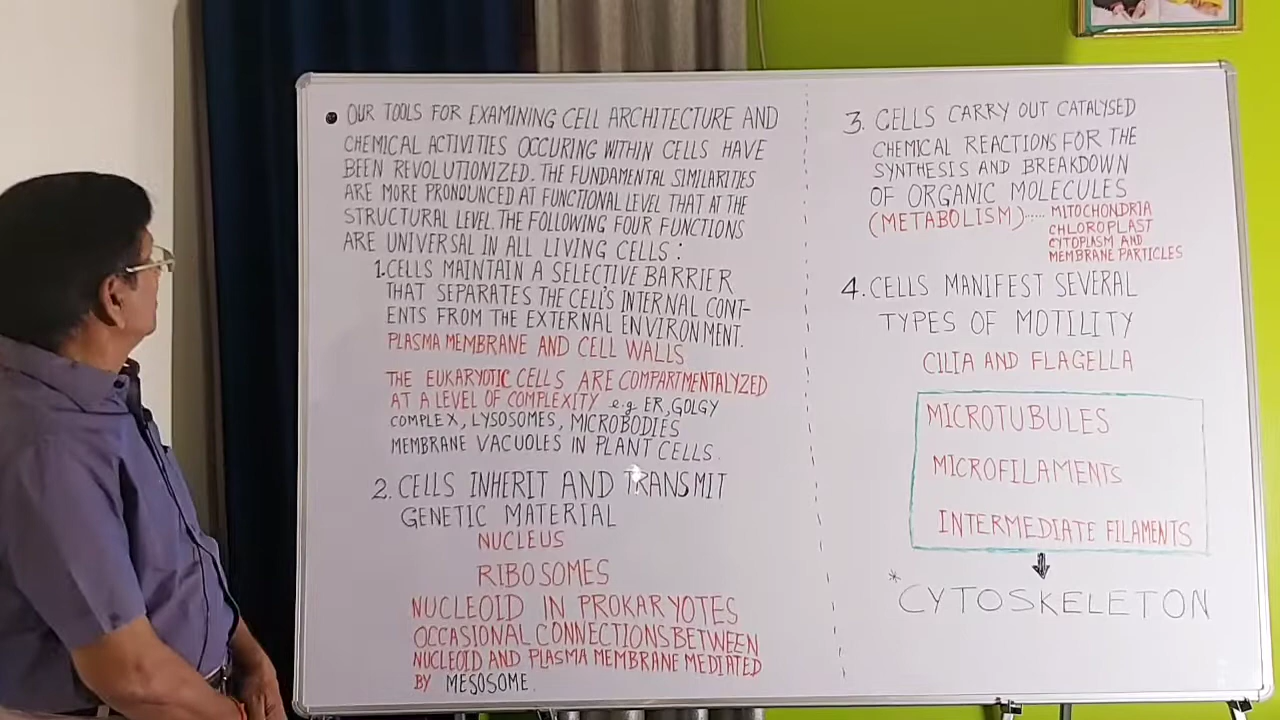 • OUR TOOLS FOR EXAMINING CELL ARCHITECTURE AND
CHEMICAL ACTIVITIES OCCURING WITHIN CELLS HAVE
BEEN REVOLUTIONIZED. THE FUNDAMENTAL SIMILARITIES
ARE MORE PRONOUNCED AT FUNCTIONAL LEVEL THAT AT THE
STRUCTURAL LEVEL. THE FOLLOWING FOUR FUNCTIONS
ARE UNIVERSAL IN ALL LIVING CELLS :
1. CELLS MAINTAIN A SELECTIVE BARRIER
THAT SEPARATES THE CELL'S INTERNAL CONT-
ENTS FROM THE EXTERNAL ENVIRONMENT.
PLASMA MEMBRANE AND CELL WALLS
THE EUKARYOTIC CELLS ARE COMPARTMENTALYZED
AT A LEVEL OF COMPLEXITY e.g ER, GOLGY
COMPLEX, LYSOSOMES, MICROBODIES
MEMBRANE VACUOLES IN PLANT CELLS.
2. CELLS INHERIT AND TRANSMIT
GENETIC MATERIAL
NUCLEUS
RIBOSOMES
NUCLEOID IN PROKARYOTES
OCCASIONAL CONNECTIONS BETWEEN
NUCLEOID AND PLASMA MEMBRANE MEDIATED
BY MESOSOME.
3. CELLS CARRY OUT CATALYSED
CHEMICAL REACTIONS FOR THE
SYNTHESIS AND BREAKDOWN
OF ORGANIC MOLECULES
(METABOLISM)..... MITOCHONDRIA
CHLOROPLAST
CYTOPLASM AND
MEMBRANE PARTICLES
4. CELLS MANIFEST SEVERAL
TYPES OF MOTILITY
CILIA AND FLAGELLA
MICROTUBULES
MICROFILAMENTS
INTERMEDIATE FILAMENTS
* CYTOSKELETON